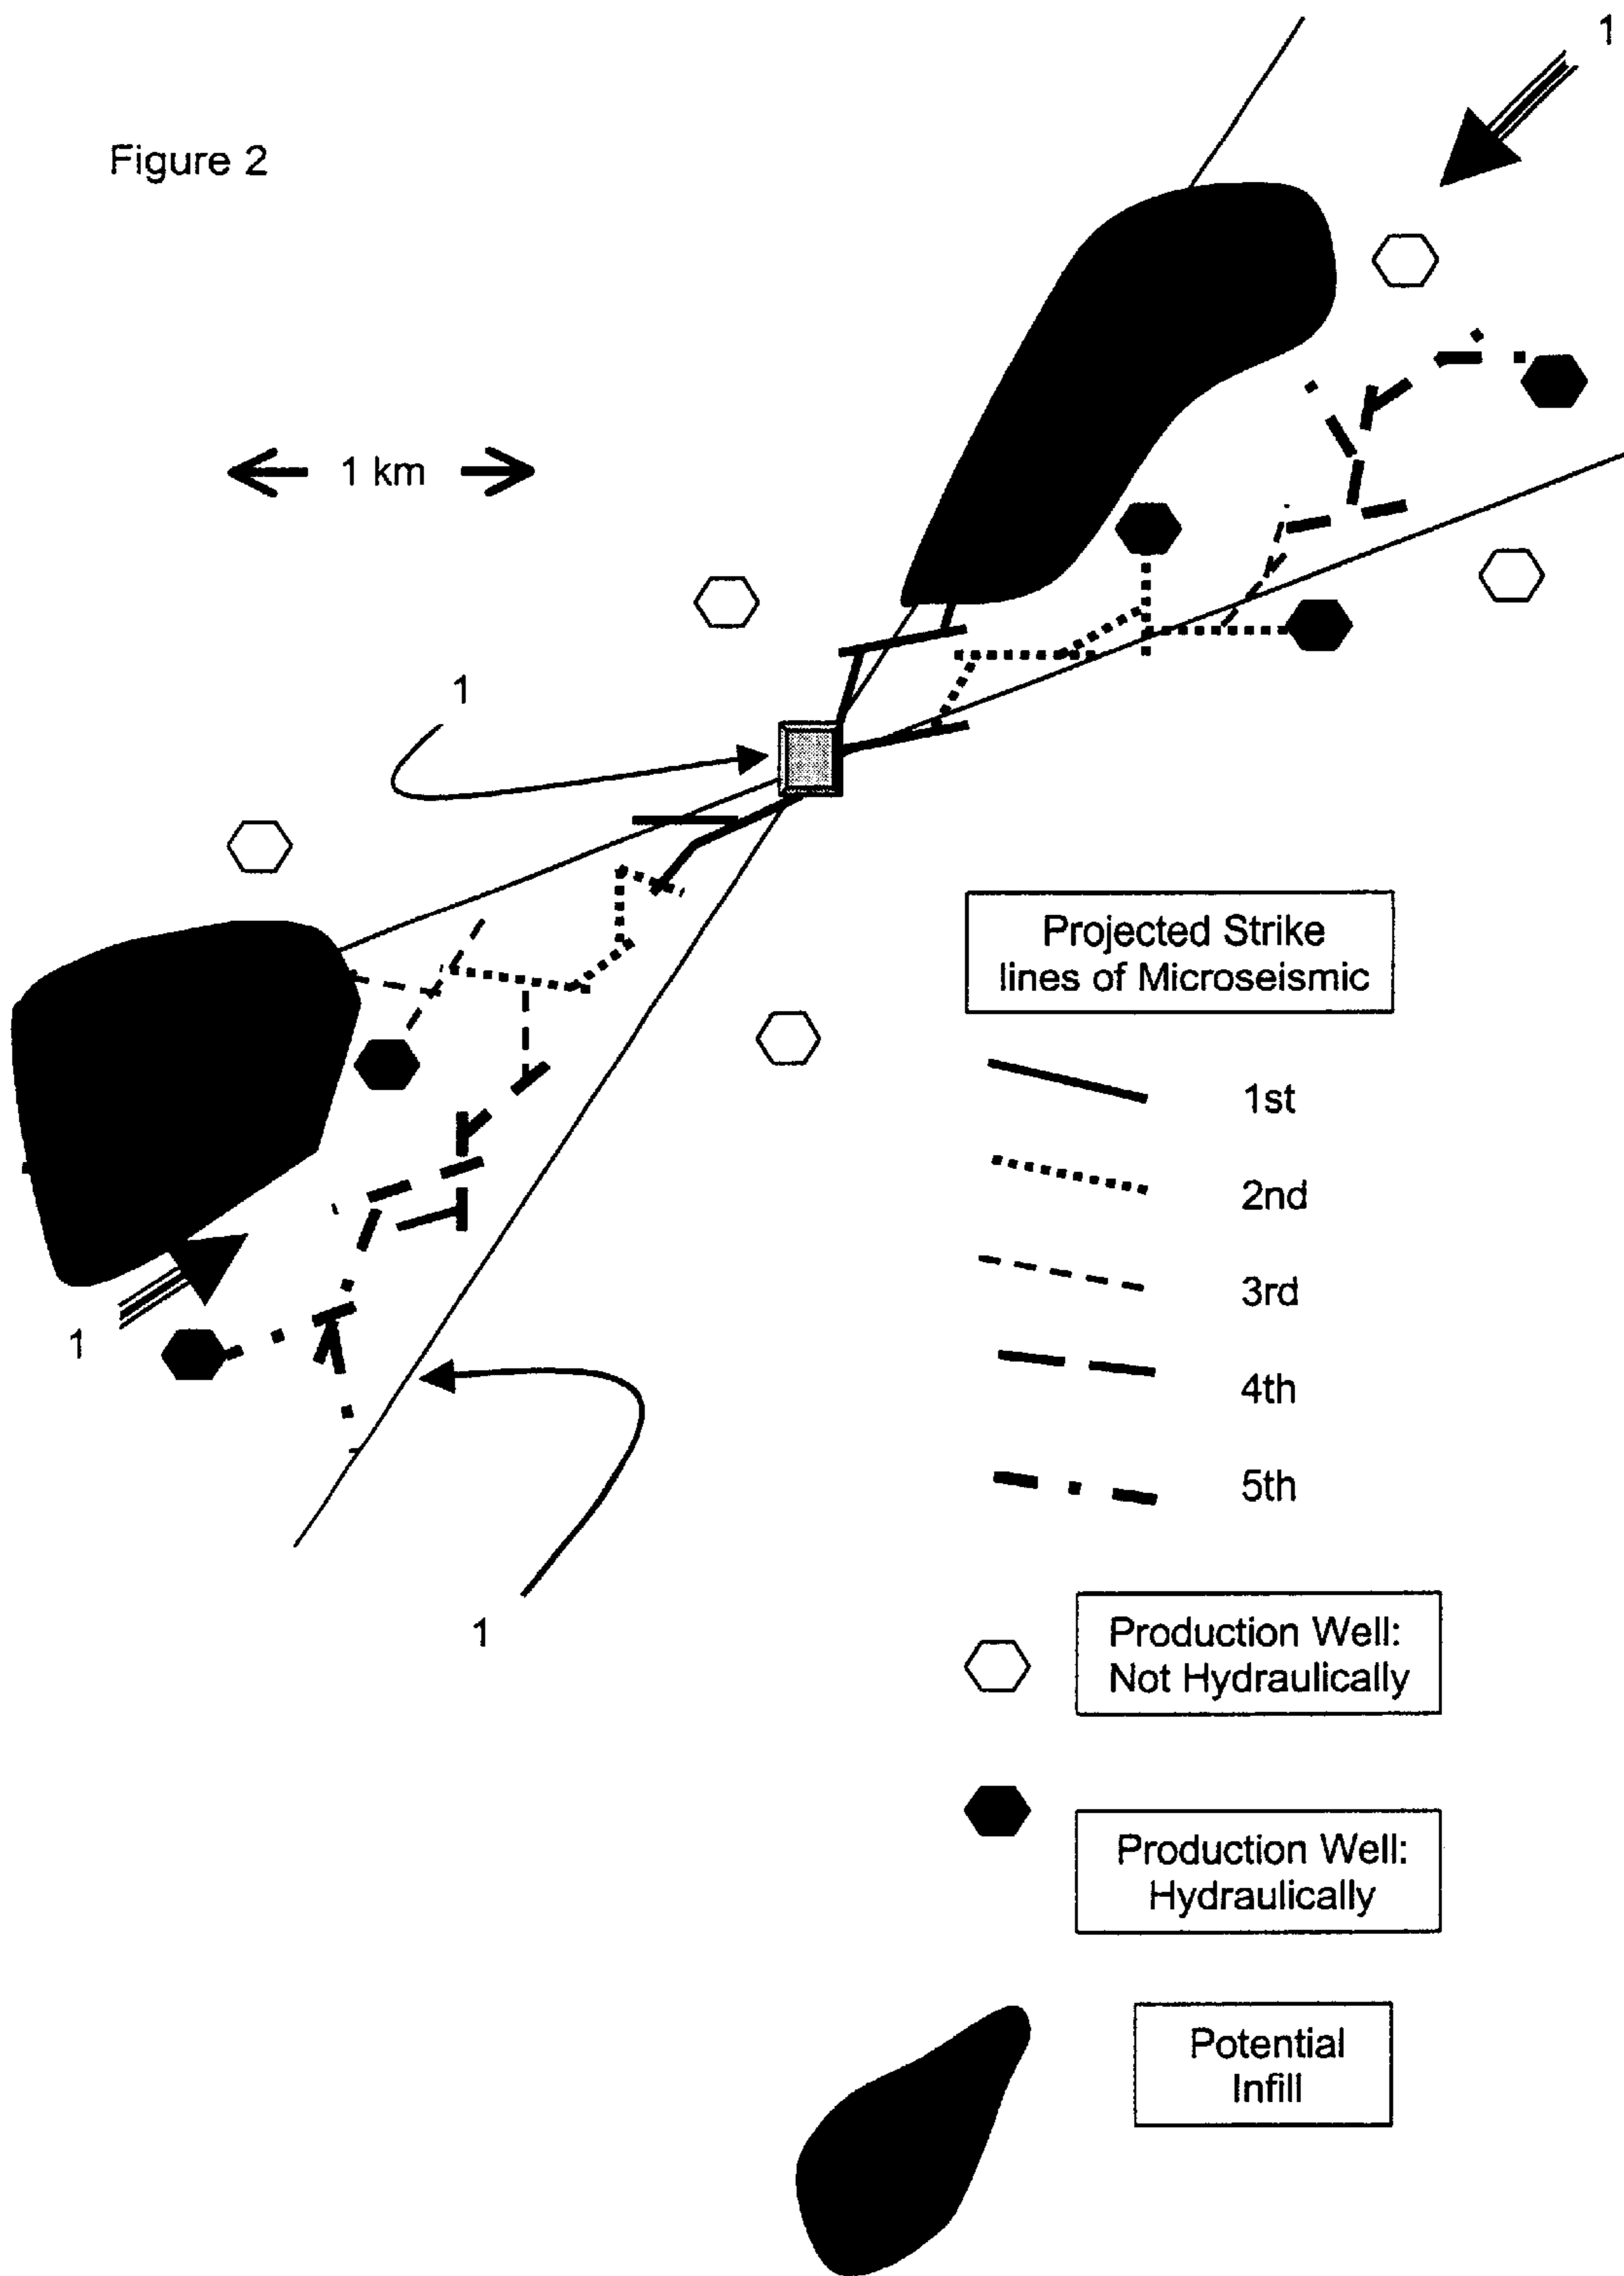 1
Figure 2
1 km
1
Projected Strike
lines of Microseismic
1st
2nd
3rd
1
4th
5th
1
Production Well:
Not Hydraulically
Production Well:
Hydraulically
Potential
Infill